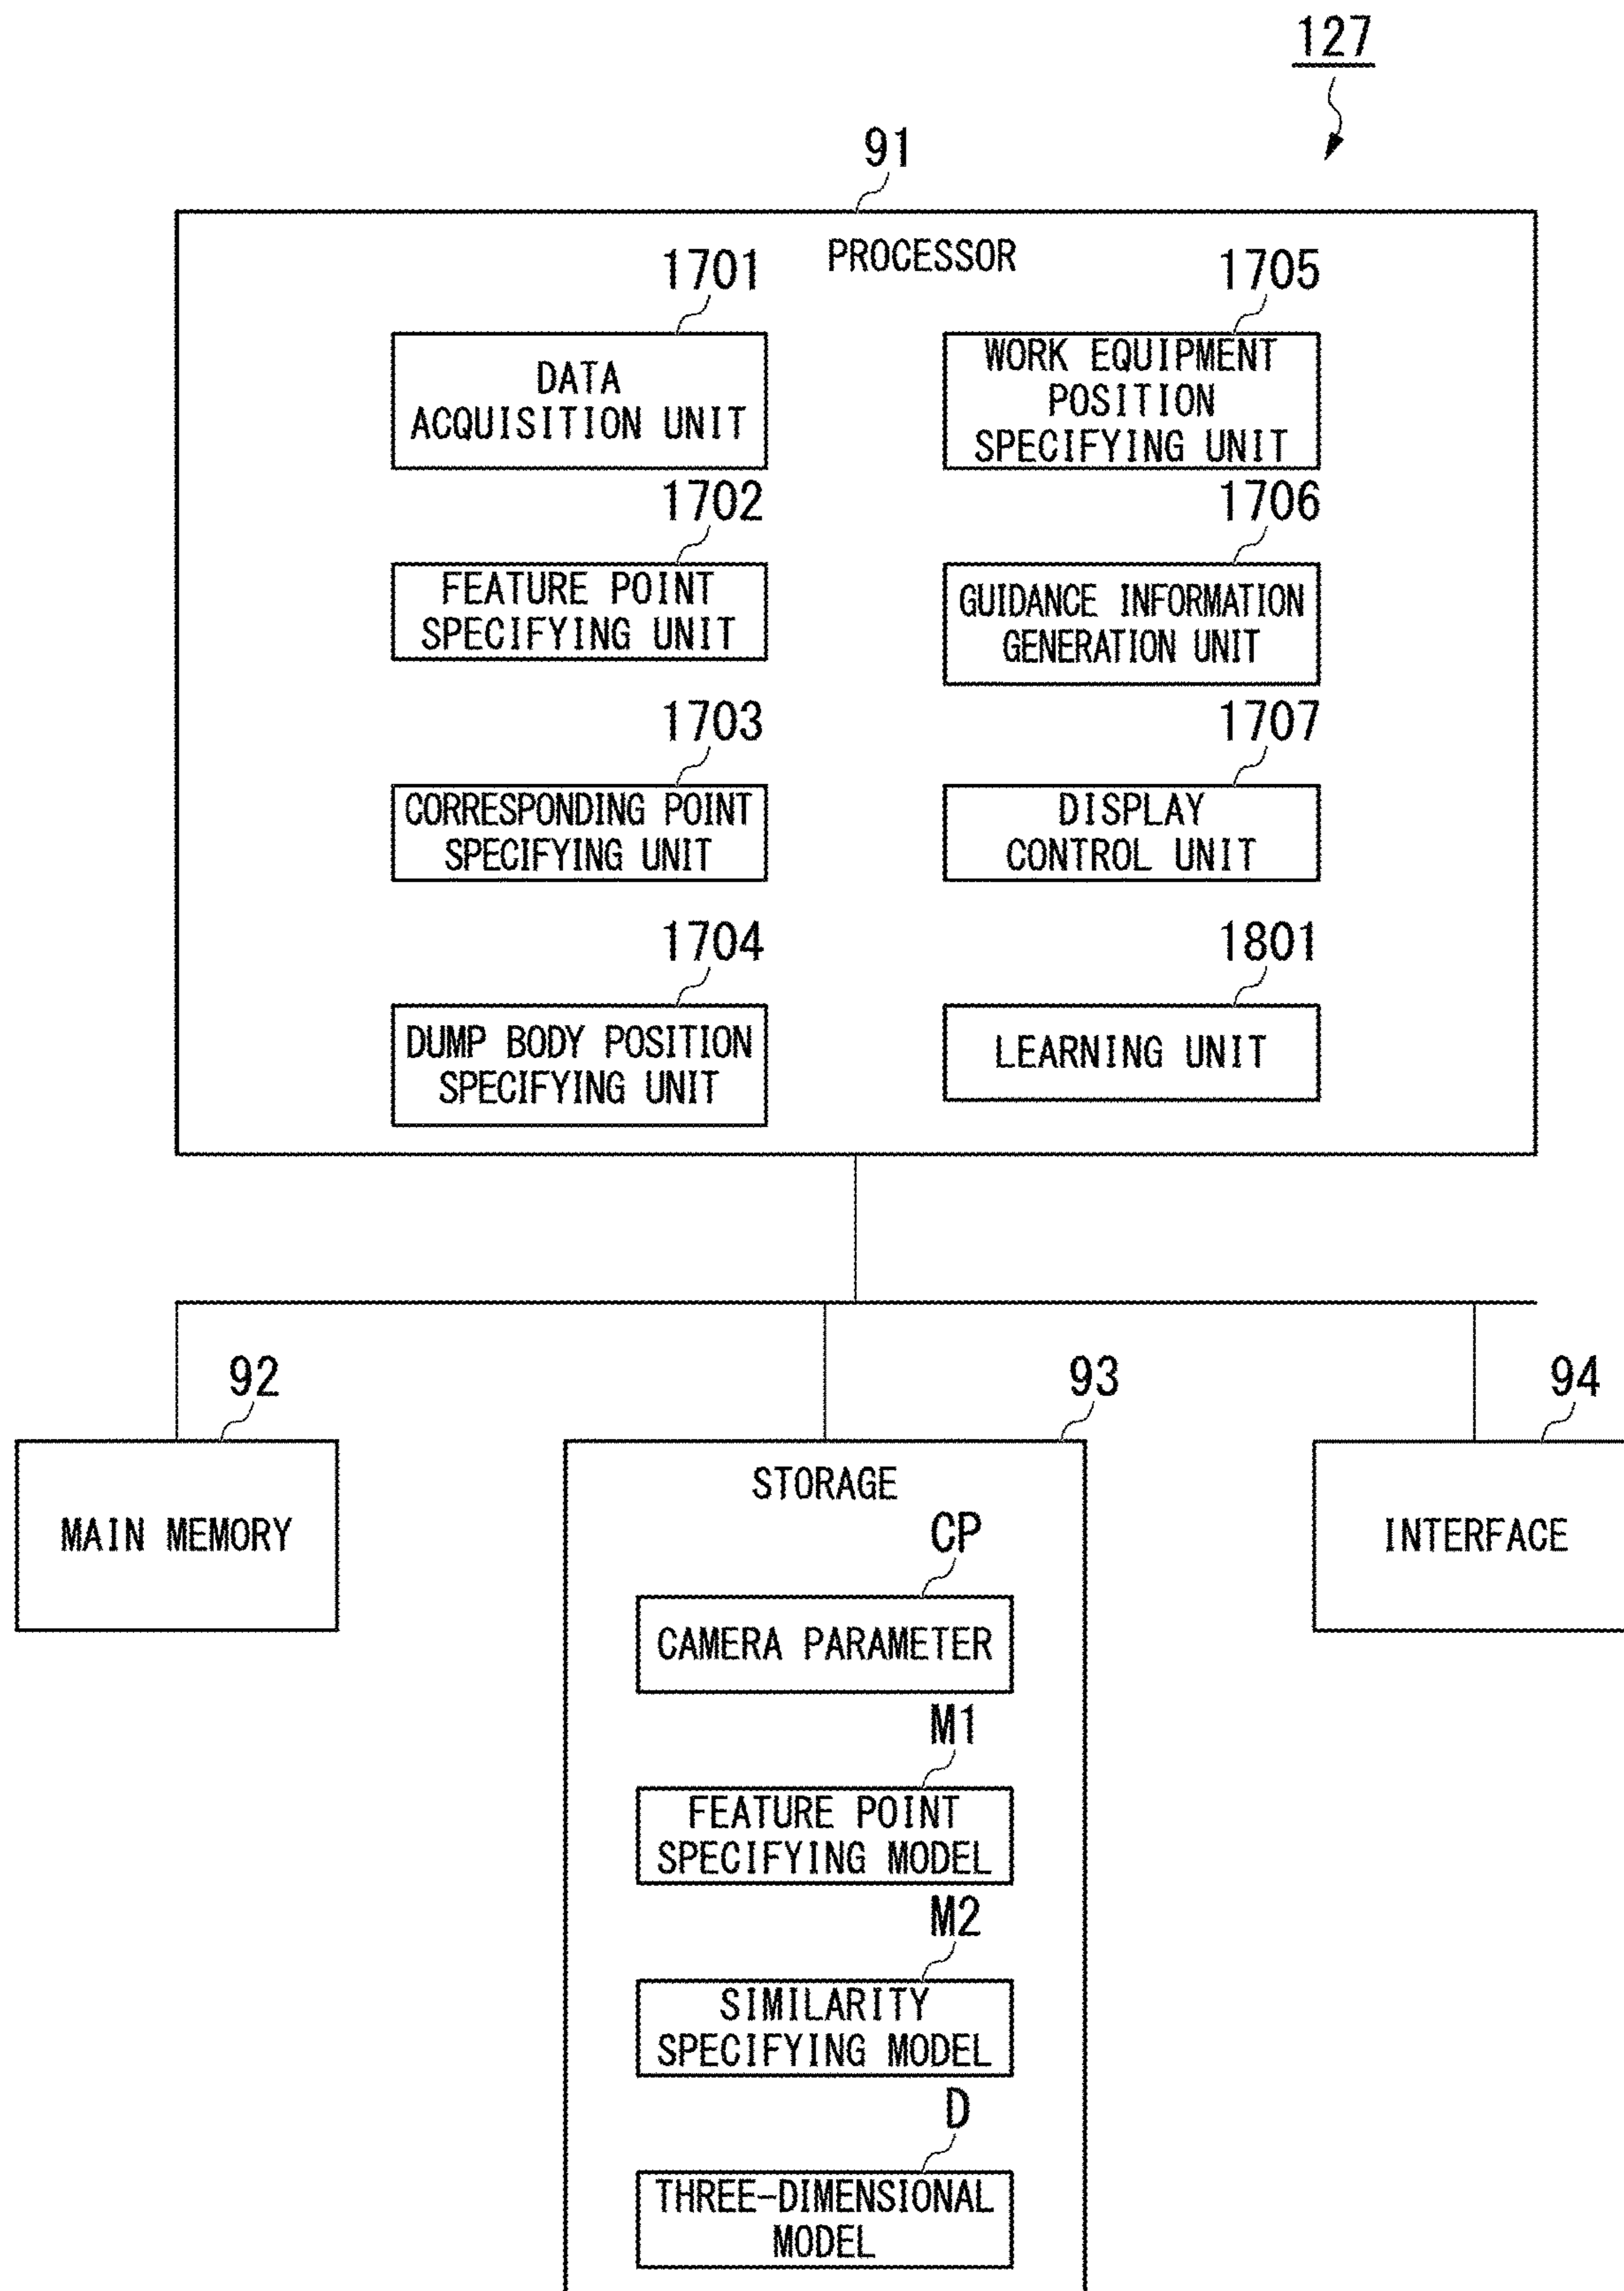 127
91
PROCESSOR
1701
DATA
ACQUISITION UNIT
1705
WORK EQUIPMENT
POSITION
SPECIFYING UNIT
1702
FEATURE POINT
SPECIFYING UNIT
1706
GUIDANCE INFORMATION
GENERATION UNIT
1703
CORRESPONDING POINT
SPECIFYING UNIT
1707
DISPLAY
CONTROL UNIT
1704
DUMP BODY POSITION
SPECIFYING UNIT
1801
LEARNING UNIT
92
MAIN MEMORY
93
STORAGE
CP
CAMERA PARAMETER
M1
FEATURE POINT
SPECIFYING MODEL
M2
SIMILARITY
SPECIFYING MODEL
D
THREE-DIMENSIONAL
MODEL
94
INTERFACE